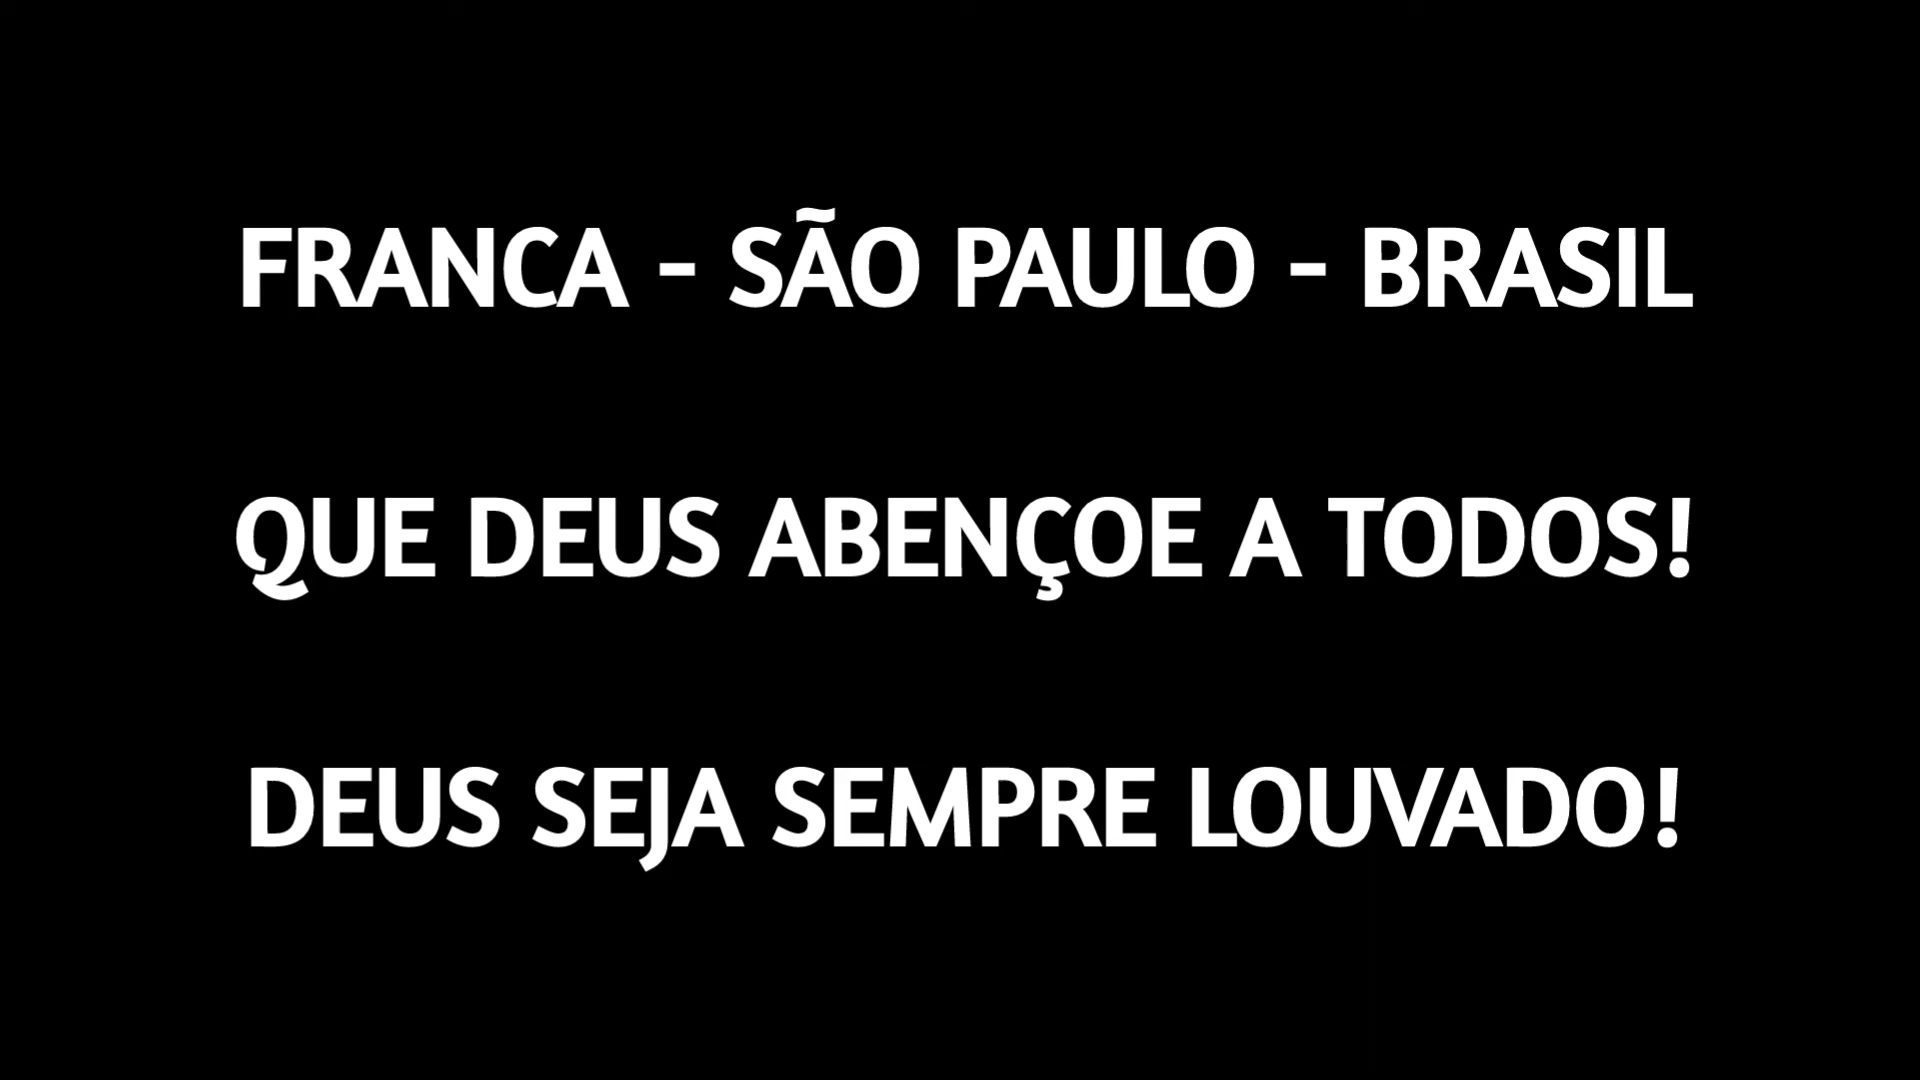 FRANCA - SÃO PAULO - BRASIL
QUE DEUS ABENÇOE A TODOS!
DEUS SEJA SEMPRE LOUVADO!